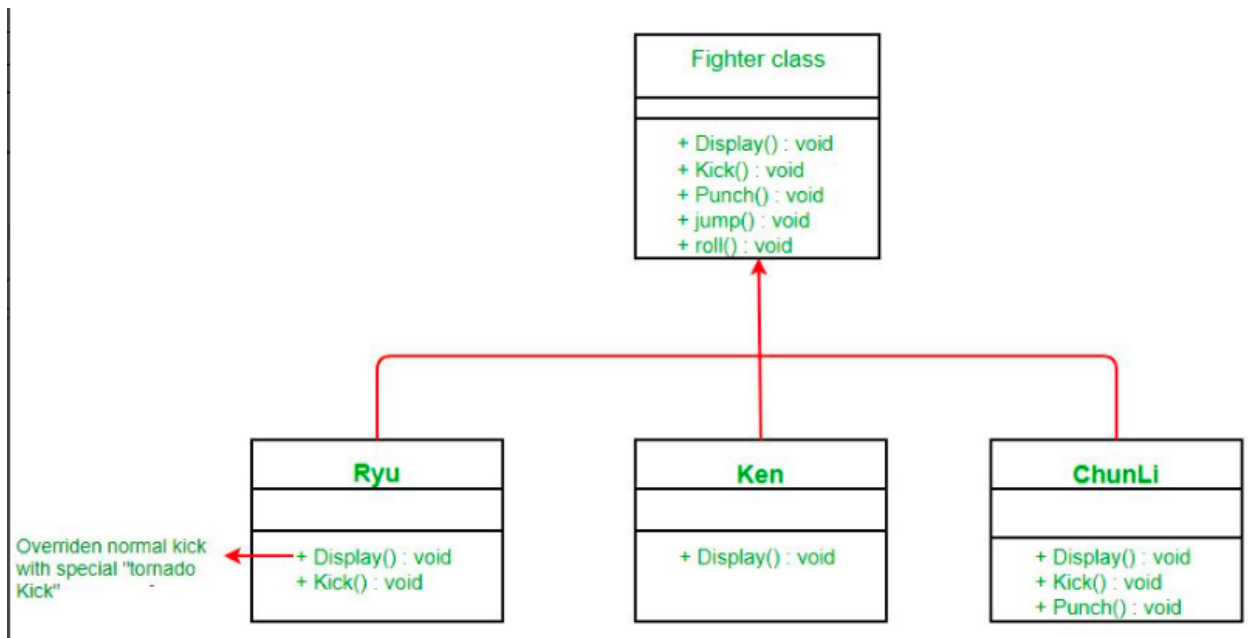 Fighter class
+ Display() : void
+ Kick() : void
+ Punch() : void
+ jump() : void
+ roll() : void
Ryu
+ Display() : void
+ Kick() : void
Overriden normal kick
with special "tornado
Kick"
Ken
+ Display() : void
ChunLi
+ Display() : void
+ Kick() : void
+ Punch() : void